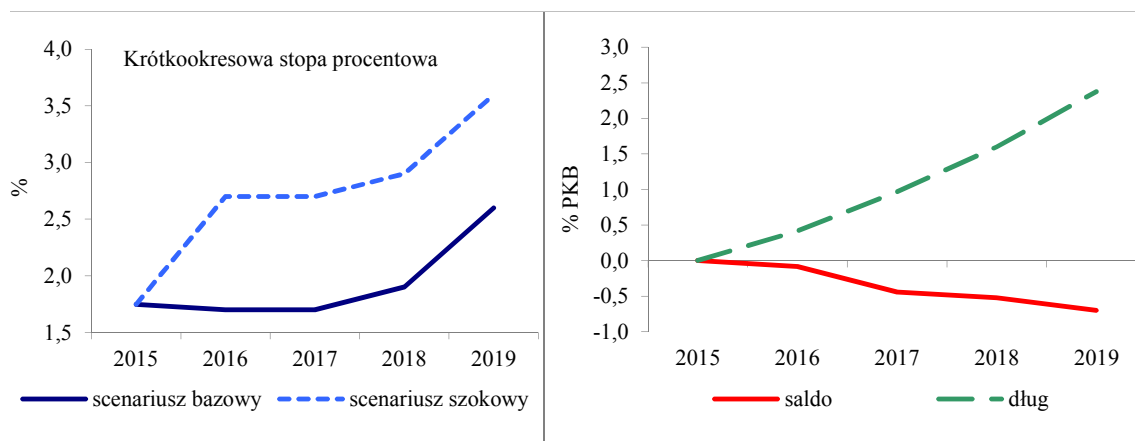 Krótkookresowa stopa procentowa
4,0
3,5
3,0
2,5
2,0
1,5
%
2015 2016 2017 2018 2019
scenariusz bazowy scenariusz szokowy
3,0
2,5
2,0
1,5
1,0
0,5
0,0
-0,5
-1,0
% PKB
2015 2016 2017 2018 2019
saldo dług